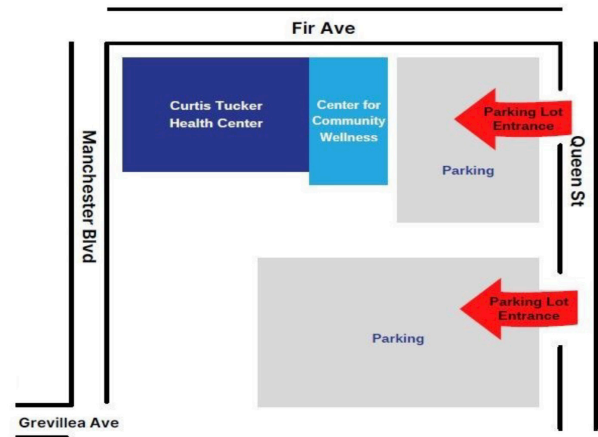 Fir Ave
Curtis Tucker
Health Center
Center for
Community
Wellness
Parking Lot
Entrance
Parking
Manchester Blvd
Queen St
Parking Lot
Entrance
Parking
Grevillea Ave